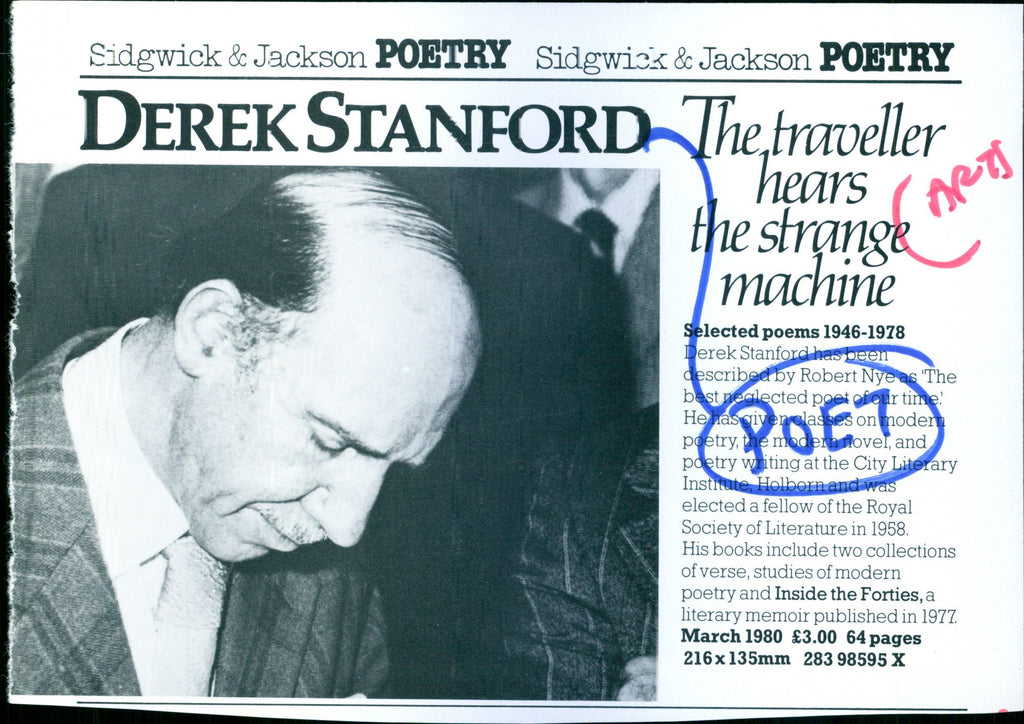 Sidgwick & Jackson POETRY Sidgwick & Jackson POETRY
DEREK STANFORD
The traveller
hears
the strange
machine
ARTS
Selected poems 1946-1978
Derek Stanford has been
described by Robert Nye as 'The
best neglected poet of our time.'
He has given classes on modern
poetry, the modern novel, and
poetry writing at the City Literary
Institute, Holborn and was
elected a fellow of the Royal
Society of Literature in 1958.
His books include two collections
of verse, studies of modern
poetry and Inside the Forties, a
literary memoir published in 1977.
March 1980 £3.00 64 pages
216 x 135mm 283 98595 X
POET